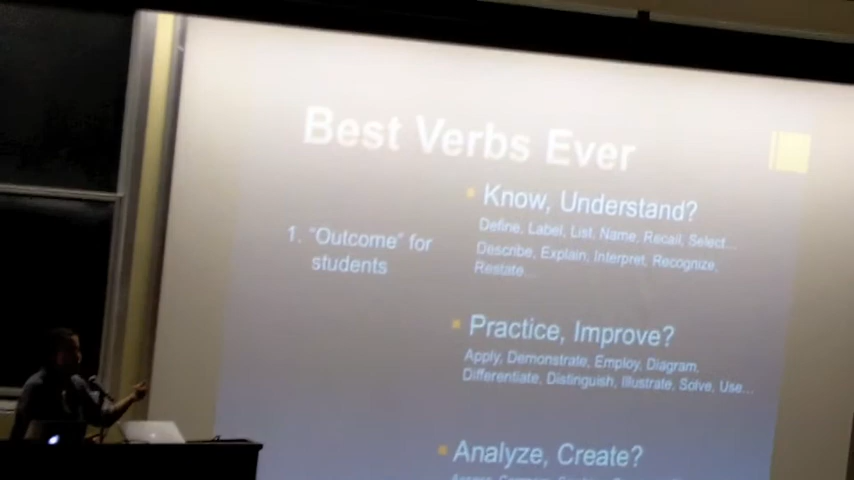 Best Verbs Ever
1. "Outcome" for
students
Know, Understand?
Define, Label, List, Name, Recall, Select...
Describe, Explain, Interpret, Recognize,
Restate...
Practice, Improve?
Apply, Demonstrate, Employ, Diagram,
Differentiate, Distinguish, Illustrate, Solve, Use...
Analyze, Create?